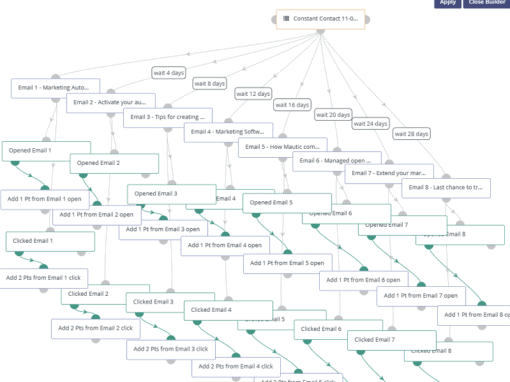 Apply
Close Builder
Constant Contact 11-0...
wait 4 days
wait 8 days
wait 12 days
wait 16 days
wait 20 days
wait 24 days
wait 28 days
Email 1 - Marketing Auto...
Email 2 - Activate your au...
Email 3 - Tips for creating ...
Email 4 - Marketing Softw...
Email 5 - How Mautic com...
Email 6 - Managed open ...
Email 7 - Extend your mar...
Email 8 - Last chance to tr...
Opened Email 1
Opened Email 2
Opened Email 3
Email 4
Opened Email 5
Opened Email 6
Opened Email 7
Email 8
Add 1 Pt from Email 1 open
Add 1 Pt from Email 2 open
Add 1 Pt from Email 3 open
Add 1 Pt from Email 4 open
Add 1 Pt from Email 5 open
Add 1 Pt from Email 6 open
Add 1 Pt from Email 7 open
Add 1 Pt from Email 8 op
Clicked Email 1
Add 2 Pts from Email 1 click
Clicked Email 2
Clicked Email 3
Clicked Email 4
Clicked Email 6
Clicked Email 7
Clicked Email 8
Add 2 Pts from Email 2 click
Add 2 Pts from Email 3 click
Add 2 Pts from Email 4 click